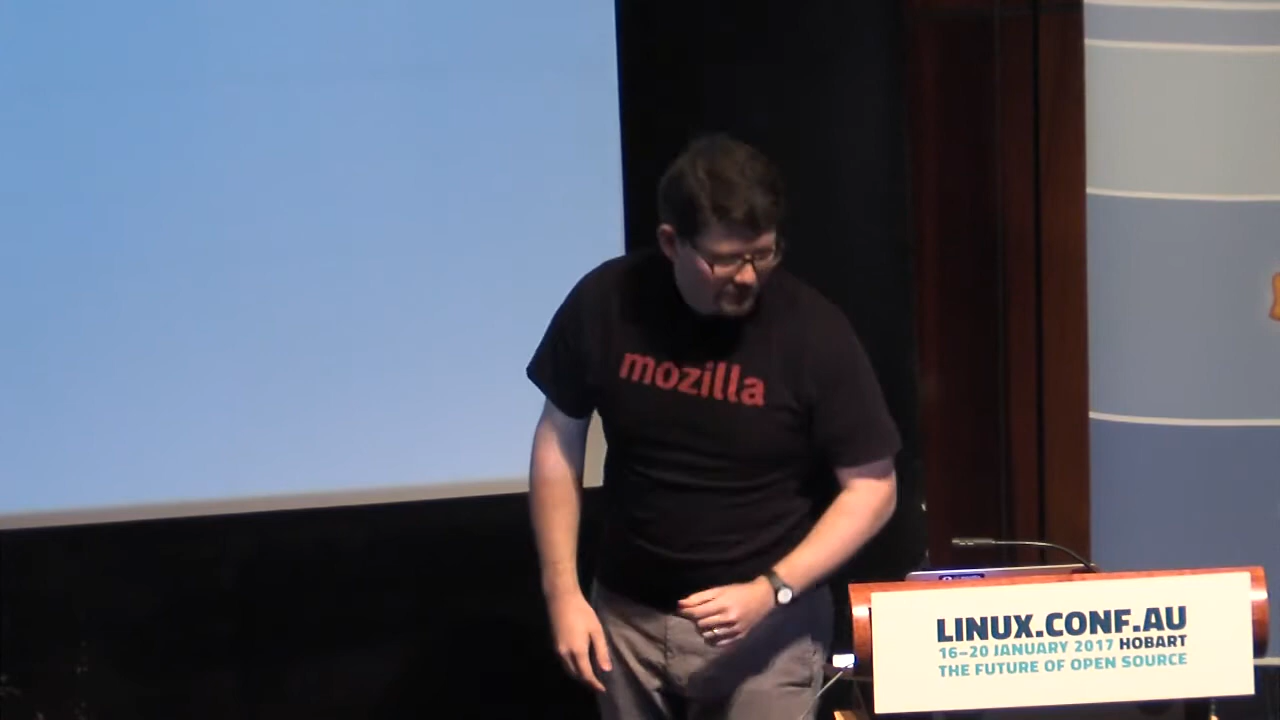 mozilla
LINUX.CONF.AU
16–20 JANUARY 2017 HOBART
THE FUTURE OF OPEN SOURCE